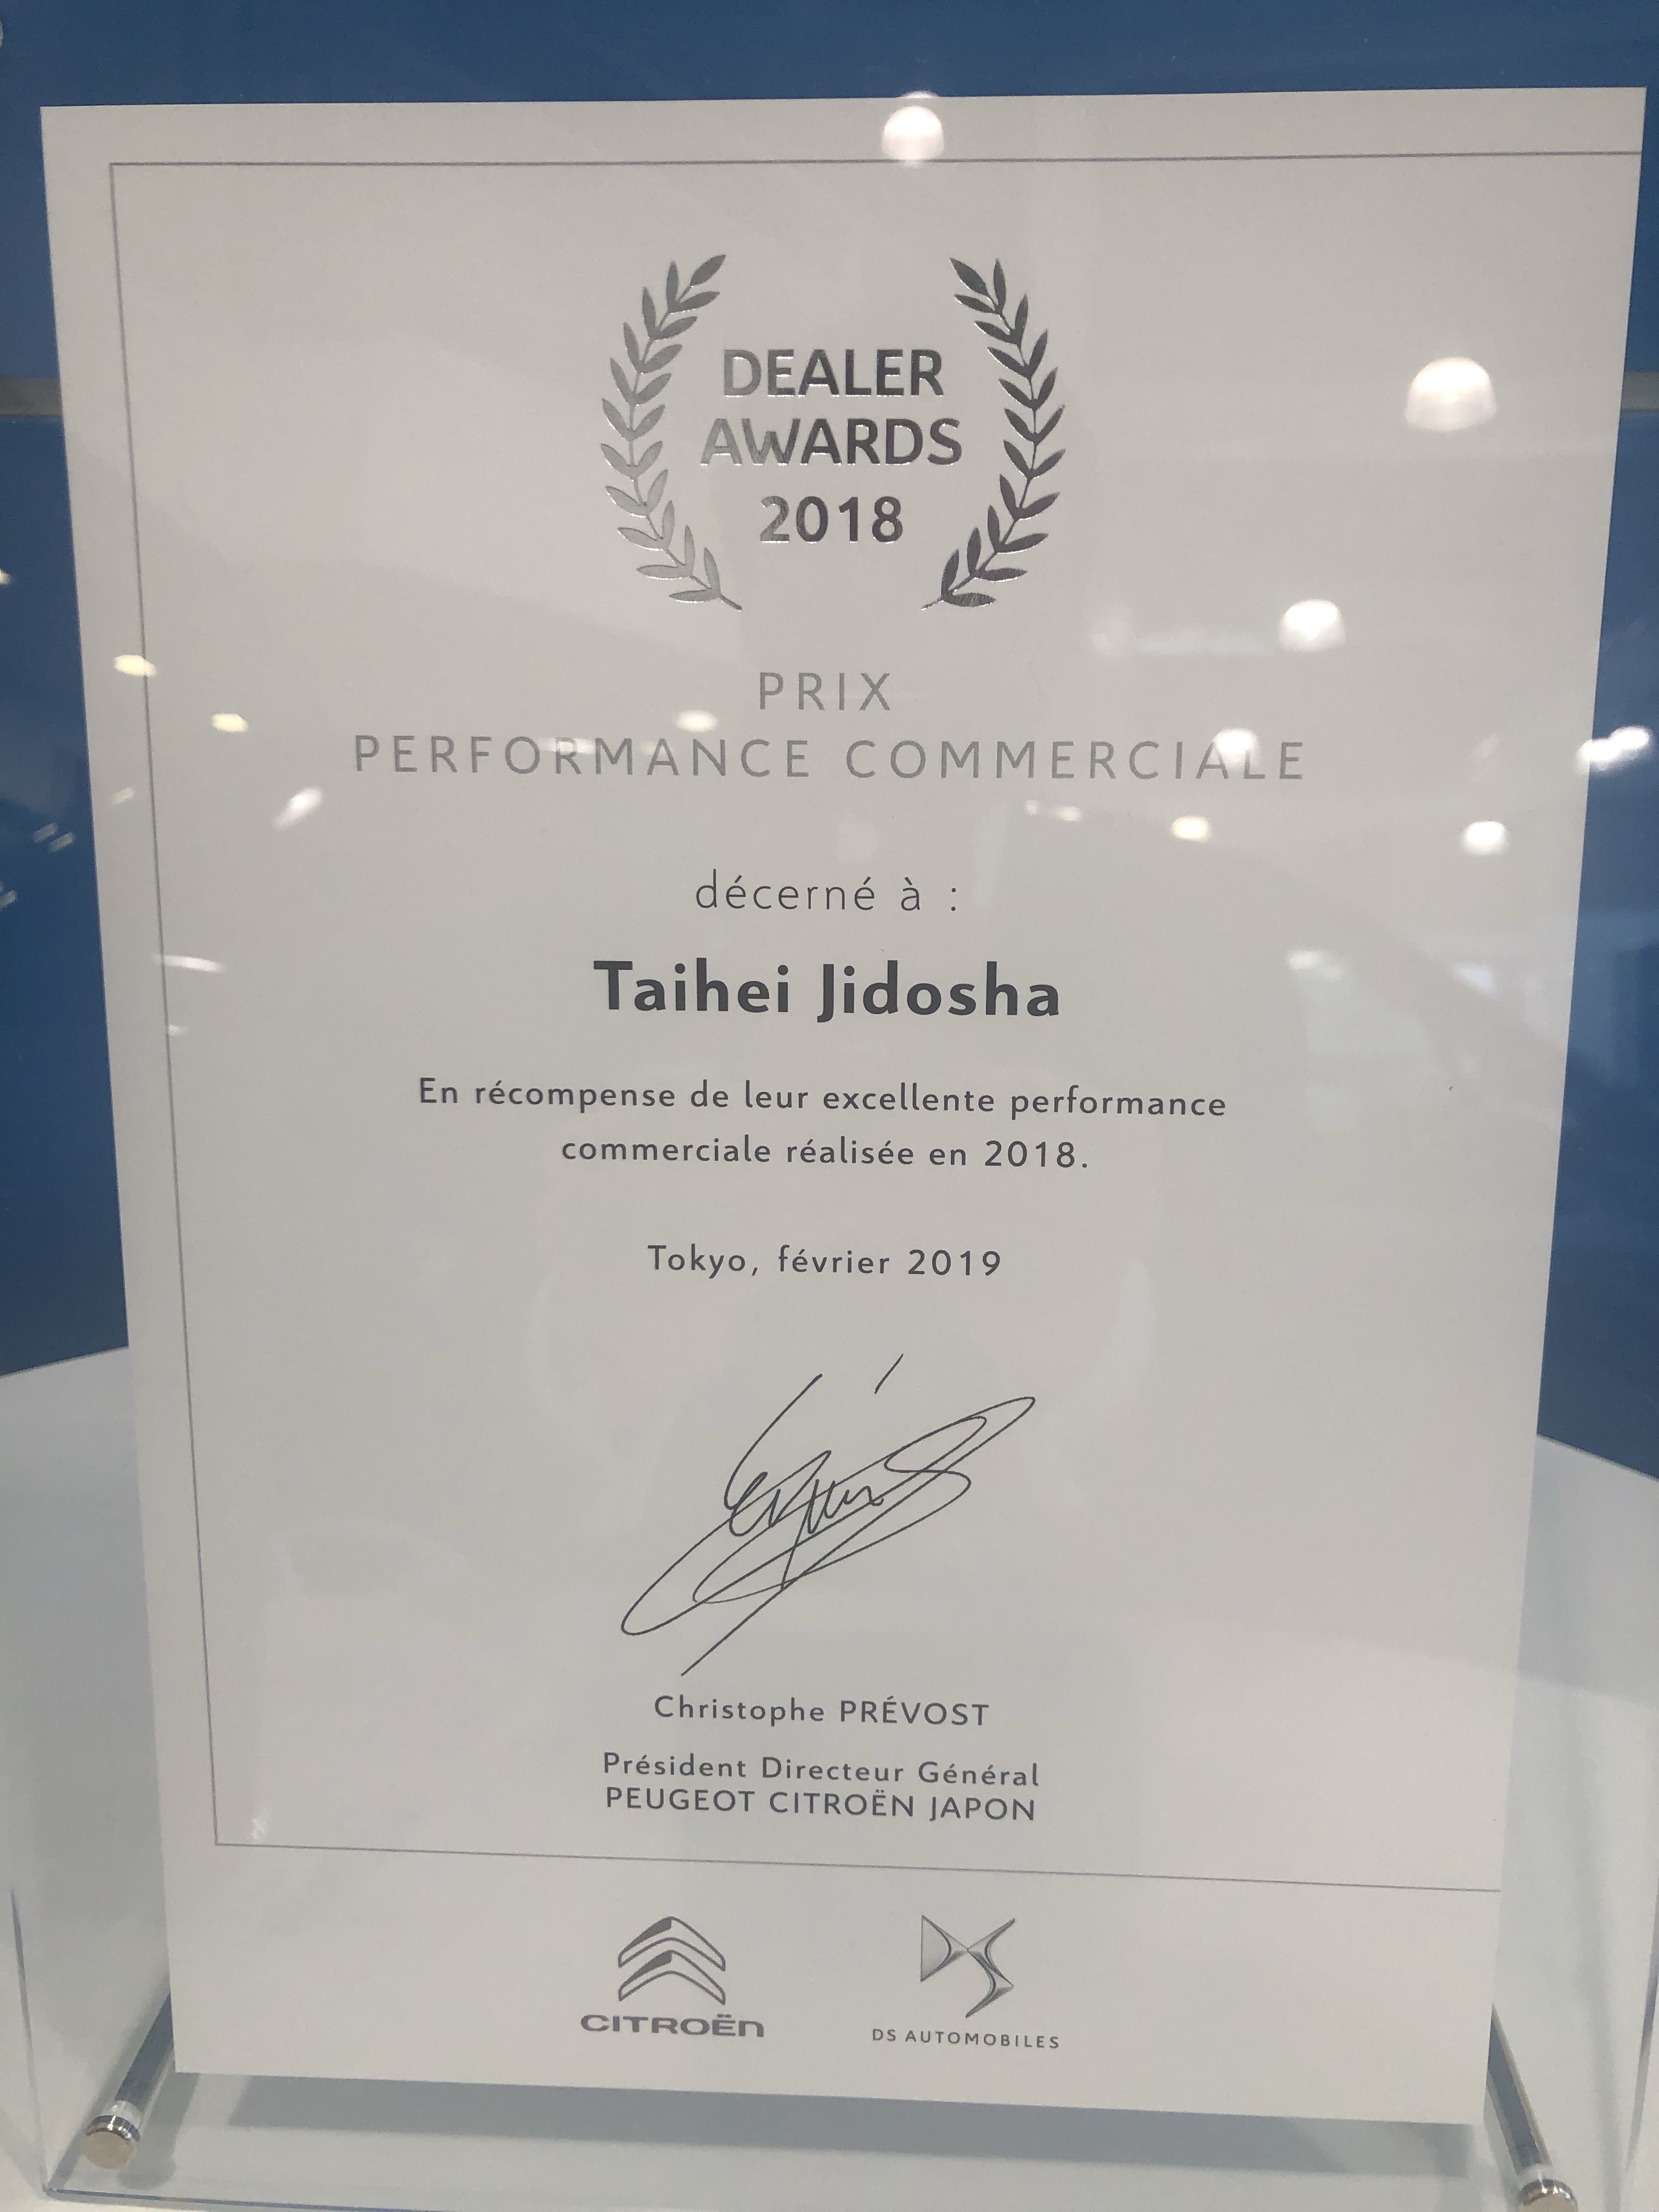 DEALER
AWARDS
2018
PRIX
PERFORMANCE COMMERCIALE
décerné à :
Taihei Jidosha
En récompense de leur excellente performance
commerciale réalisée en 2018.
Tokyo, février 2019
Christophe PRÉVOST
Président Directeur Général
PEUGEOT CITROËN JAPON
CITROËN
DS AUTOMOBILES